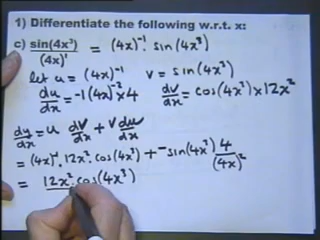 1) Differentiate the following w.r.t. x:
c) sin(4x³)/(4x)¹ = (4x)⁻¹ · sin(4x³)
let u = (4x)⁻¹ v = sin(4x³)
du/dx = -1(4x)⁻² × 4 dv/dx = cos(4x³) × 12x²
dy/dx = u dv/dx + v du/dx
= (4x)⁻¹ · 12x² · cos(4x³) + - sin(4x³) 4/(4x)²
= 12x² · cos(4x³)